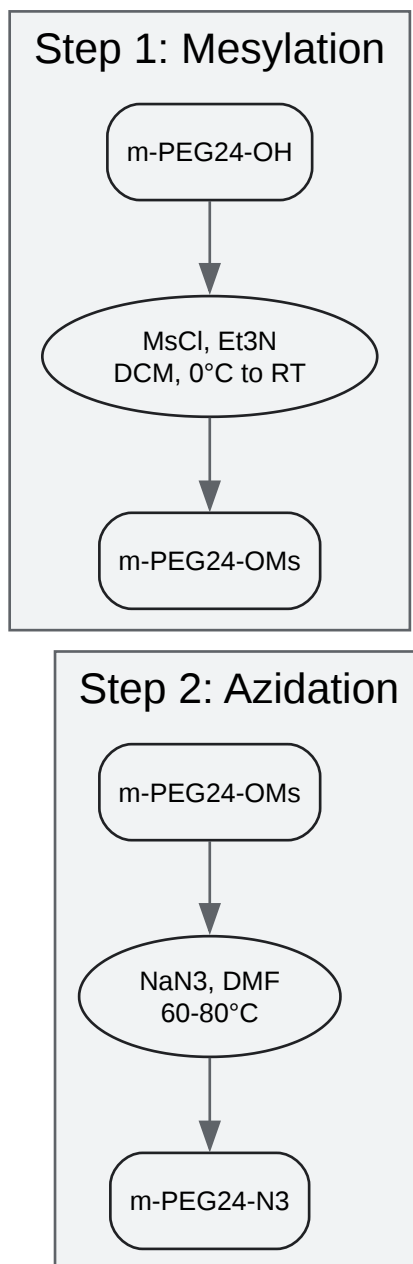 Step 1: Mesylation
m-PEG24-OH
MsCl, Et3N
DCM, 0°C to RT
m-PEG24-OMs
Step 2: Azidation
m-PEG24-OMs
NaN3, DMF
60-80°C
m-PEG24-N3